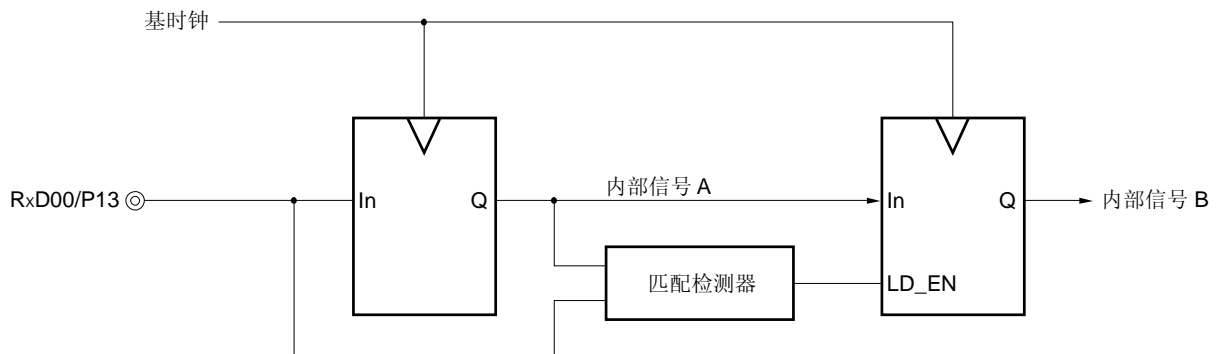 基时钟
RxD00/P13
In
Q
内部信号 A
In
Q
内部信号 B
匹配检测器
LD_EN